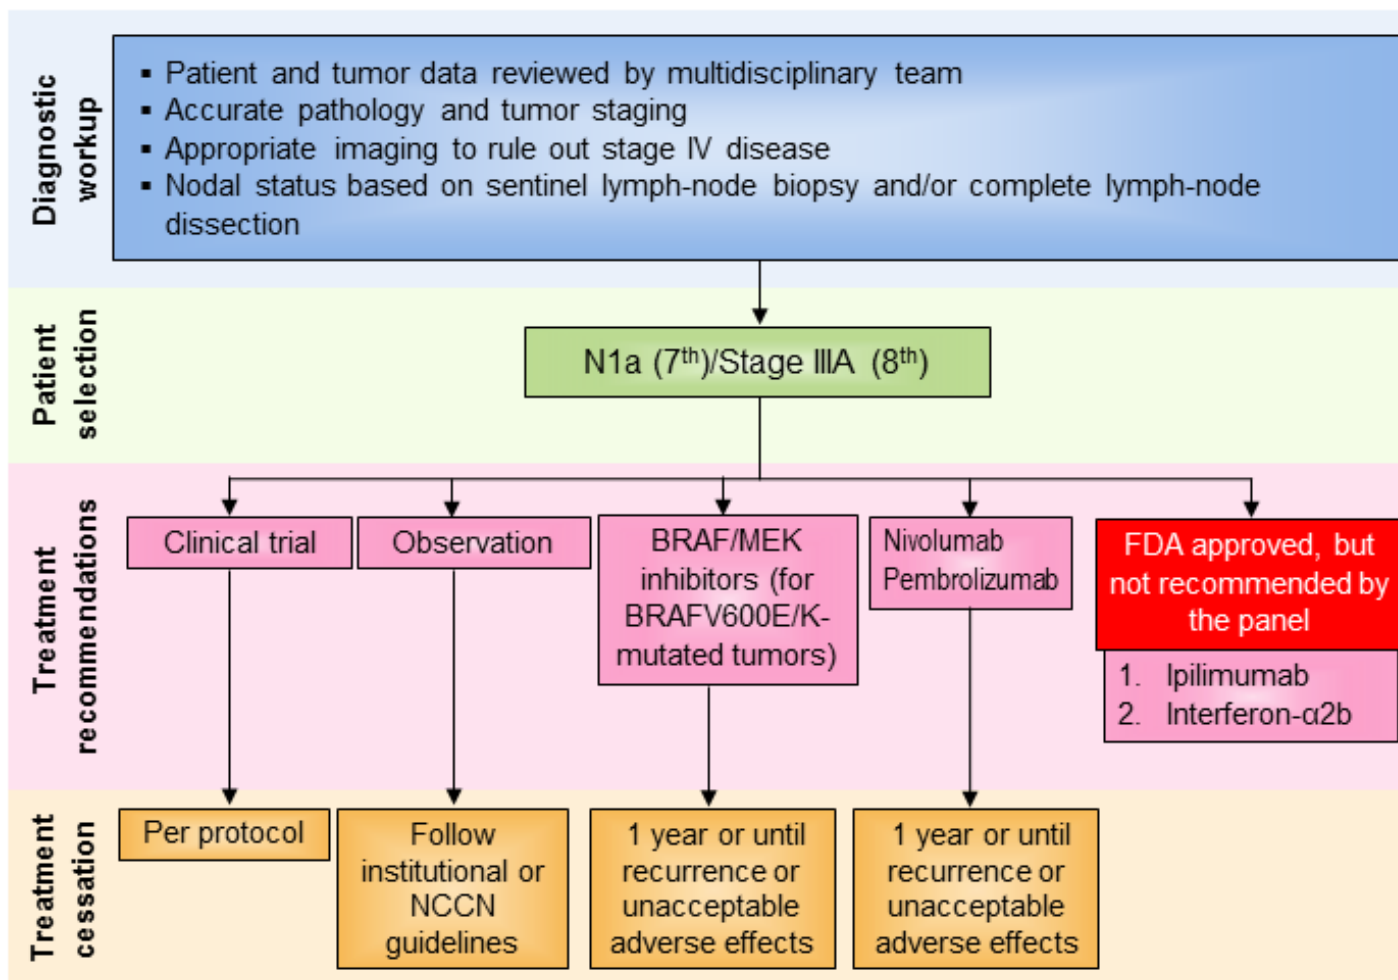 Diagnostic
workup
▪ Patient and tumor data reviewed by multidisciplinary team
▪ Accurate pathology and tumor staging
▪ Appropriate imaging to rule out stage IV disease
▪ Nodal status based on sentinel lymph-node biopsy and/or complete lymph-node
dissection
Patient
selection
N1a (7th)/Stage IIIA (8th)
Treatment
recommendations
Clinical trial
Observation
BRAF/MEK
inhibitors (for
BRAFV600E/K-
mutated tumors)
Nivolumab
Pembrolizumab
FDA approved, but
not recommended by
the panel
1. Ipilimumab
2. Interferon-α2b
Treatment
cessation
Per protocol
Follow
institutional or
NCCN
guidelines
1 year or until
recurrence or
unacceptable
adverse effects
1 year or until
recurrence or
unacceptable
adverse effects